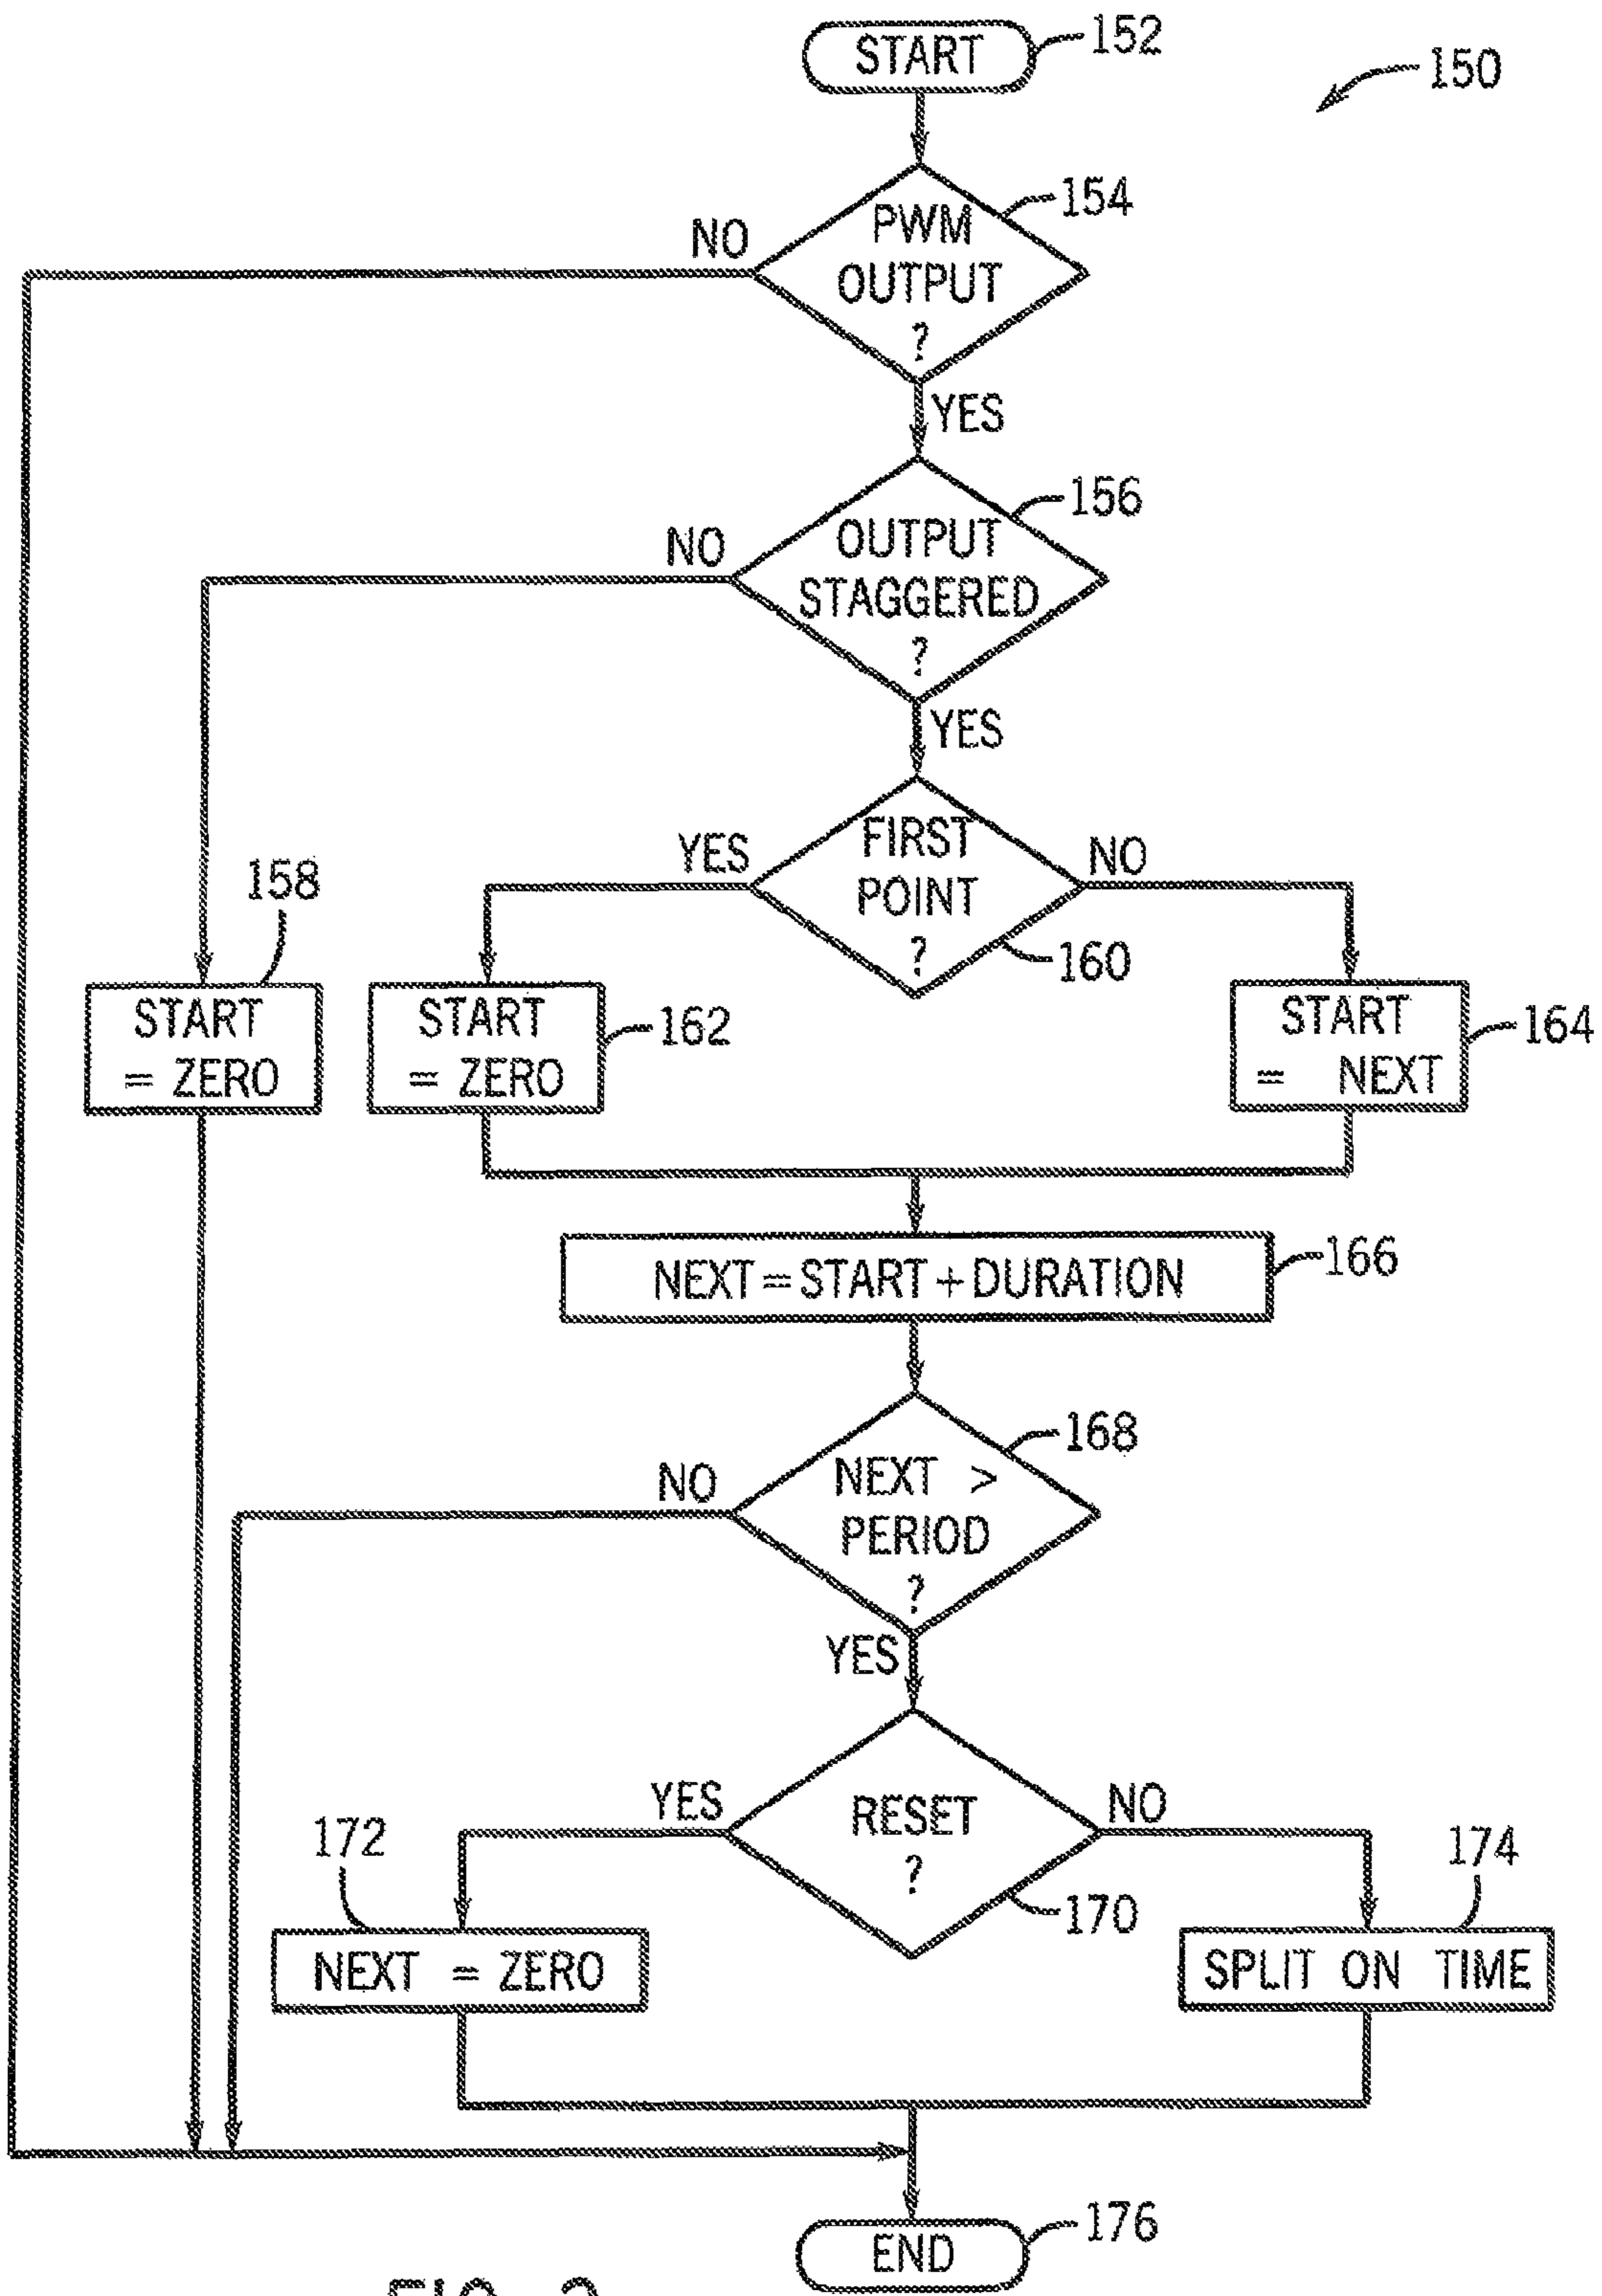 START
152
150
PWM
OUTPUT
?
154
NO
YES
OUTPUT
STAGGERED
?
156
NO
YES
FIRST
POINT
?
YES
NO
160
158
START
= ZERO
START
= ZERO
162
START
= NEXT
164
NEXT=START+DURATION
166
NEXT >
PERIOD
?
168
NO
YES
RESET
?
YES
NO
170
172
NEXT = ZERO
174
SPLIT ON TIME
END
176